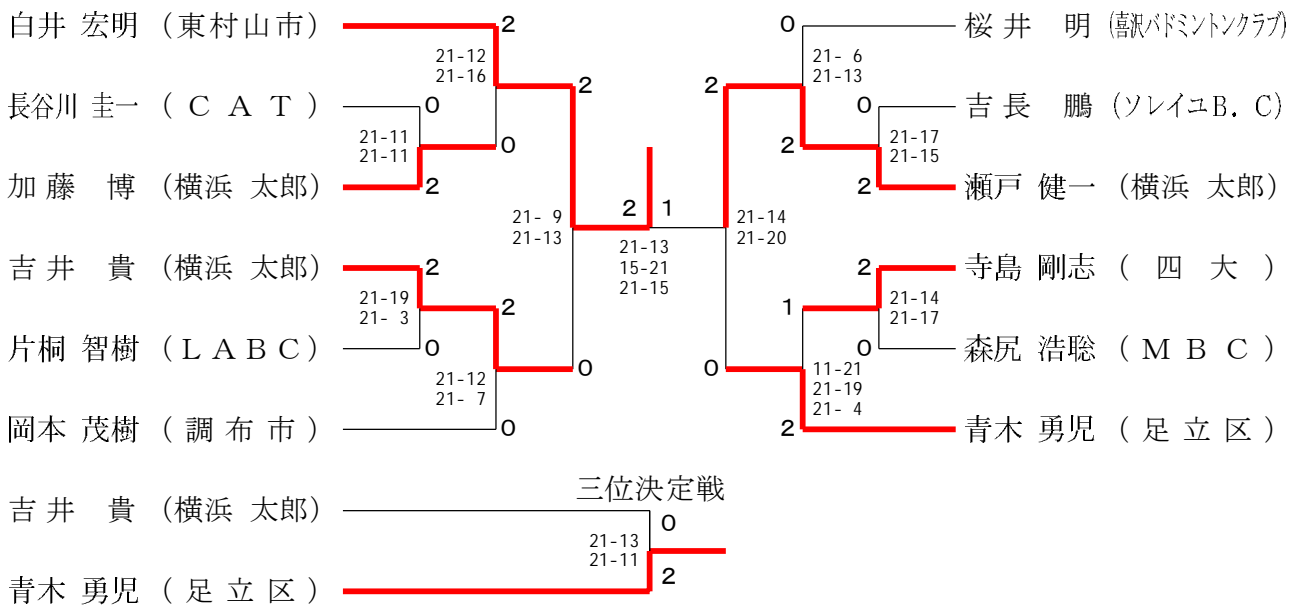 白井 宏明 (東村山市) 2 0 桜井 明 (喜沢バドミントンクラブ)
21-12 21- 6
21-16 21-13
2 2
長谷川 圭一 (CAT) 0 0 吉長 鵬 (ソレイユB.C)
21-11 21-17
21-11 0 2 21-15
加藤 博 (横浜 太郎) 2 2 瀬戸 健一 (横浜 太郎)
21- 9 2 1 21-14
21-13 21-20
21-13
15-21
21-15
吉井 貴 (横浜 太郎) 2 2 寺島 剛志 (四大)
21-19 2 1 21-14
21- 3 21-17
片桐 智樹 (LABC) 0 0 森尻 浩聡 (MBC)
0 0
21-12 11-21
21- 7 21-19
21- 4
岡本 茂樹 (調布市) 0 2 青木 勇児 (足立区)
三位決定戦
吉井 貴 (横浜 太郎) 0
21-13
21-11
青木 勇児 (足立区) 2